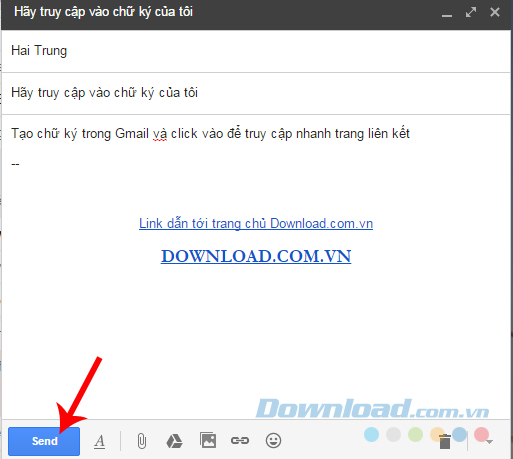 Hãy truy cập vào chữ ký của tôi
Hai Trung
Hãy truy cập vào chữ ký của tôi
Tạo chữ ký trong Gmail và click vào để truy cập nhanh trang liên kết
--
Link dẫn tới trang chủ Download.com.vn
DOWNLOAD.COM.VN
Download.com.vn
Send A